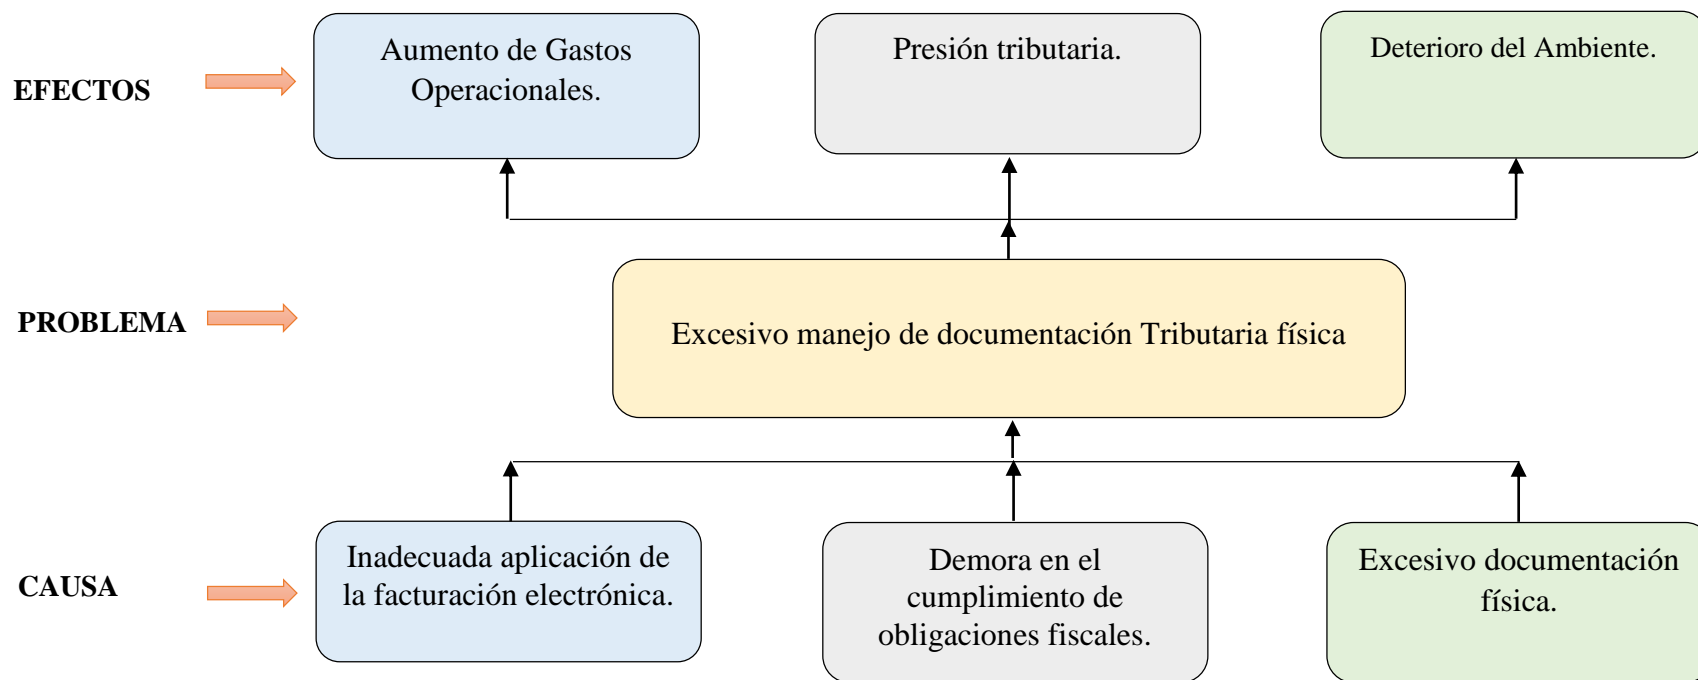 EFECTOS
Aumento de Gastos
Operacionales.
Presión tributaria.
Deterioro del Ambiente.
PROBLEMA
Excesivo manejo de documentación Tributaria física
CAUSA
Inadecuada aplicación de
la facturación electrónica.
Demora en el
cumplimiento de
obligaciones fiscales.
Excesivo documentación
física.